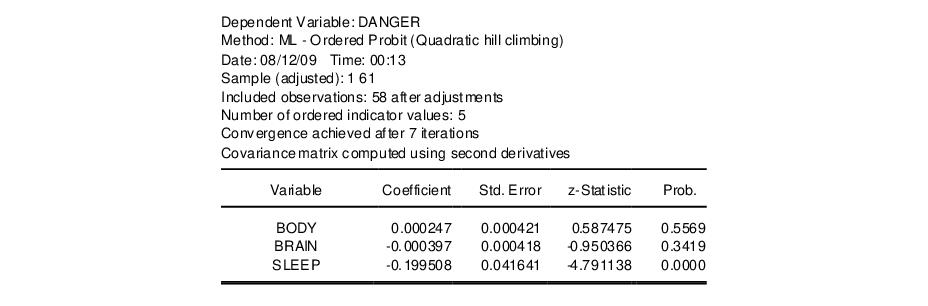 Dependent Variable: DANGER
Method: ML - Ordered Probit (Quadratic hill climbing)
Date: 08/12/09 Time: 00:13
Sample (adjusted): 1 61
Included observations: 58 after adjustments
Number of ordered indicator values: 5
Convergence achieved after 7 iterations
Covariance matrix computed using second derivatives
Variable Coefficient Std. Error z-Statistic Prob.
BODY 0.000247 0.000421 0.587475 0.5569
BRAIN -0.000397 0.000418 -0.950366 0.3419
SLEEP -0.199508 0.041641 -4.791138 0.0000